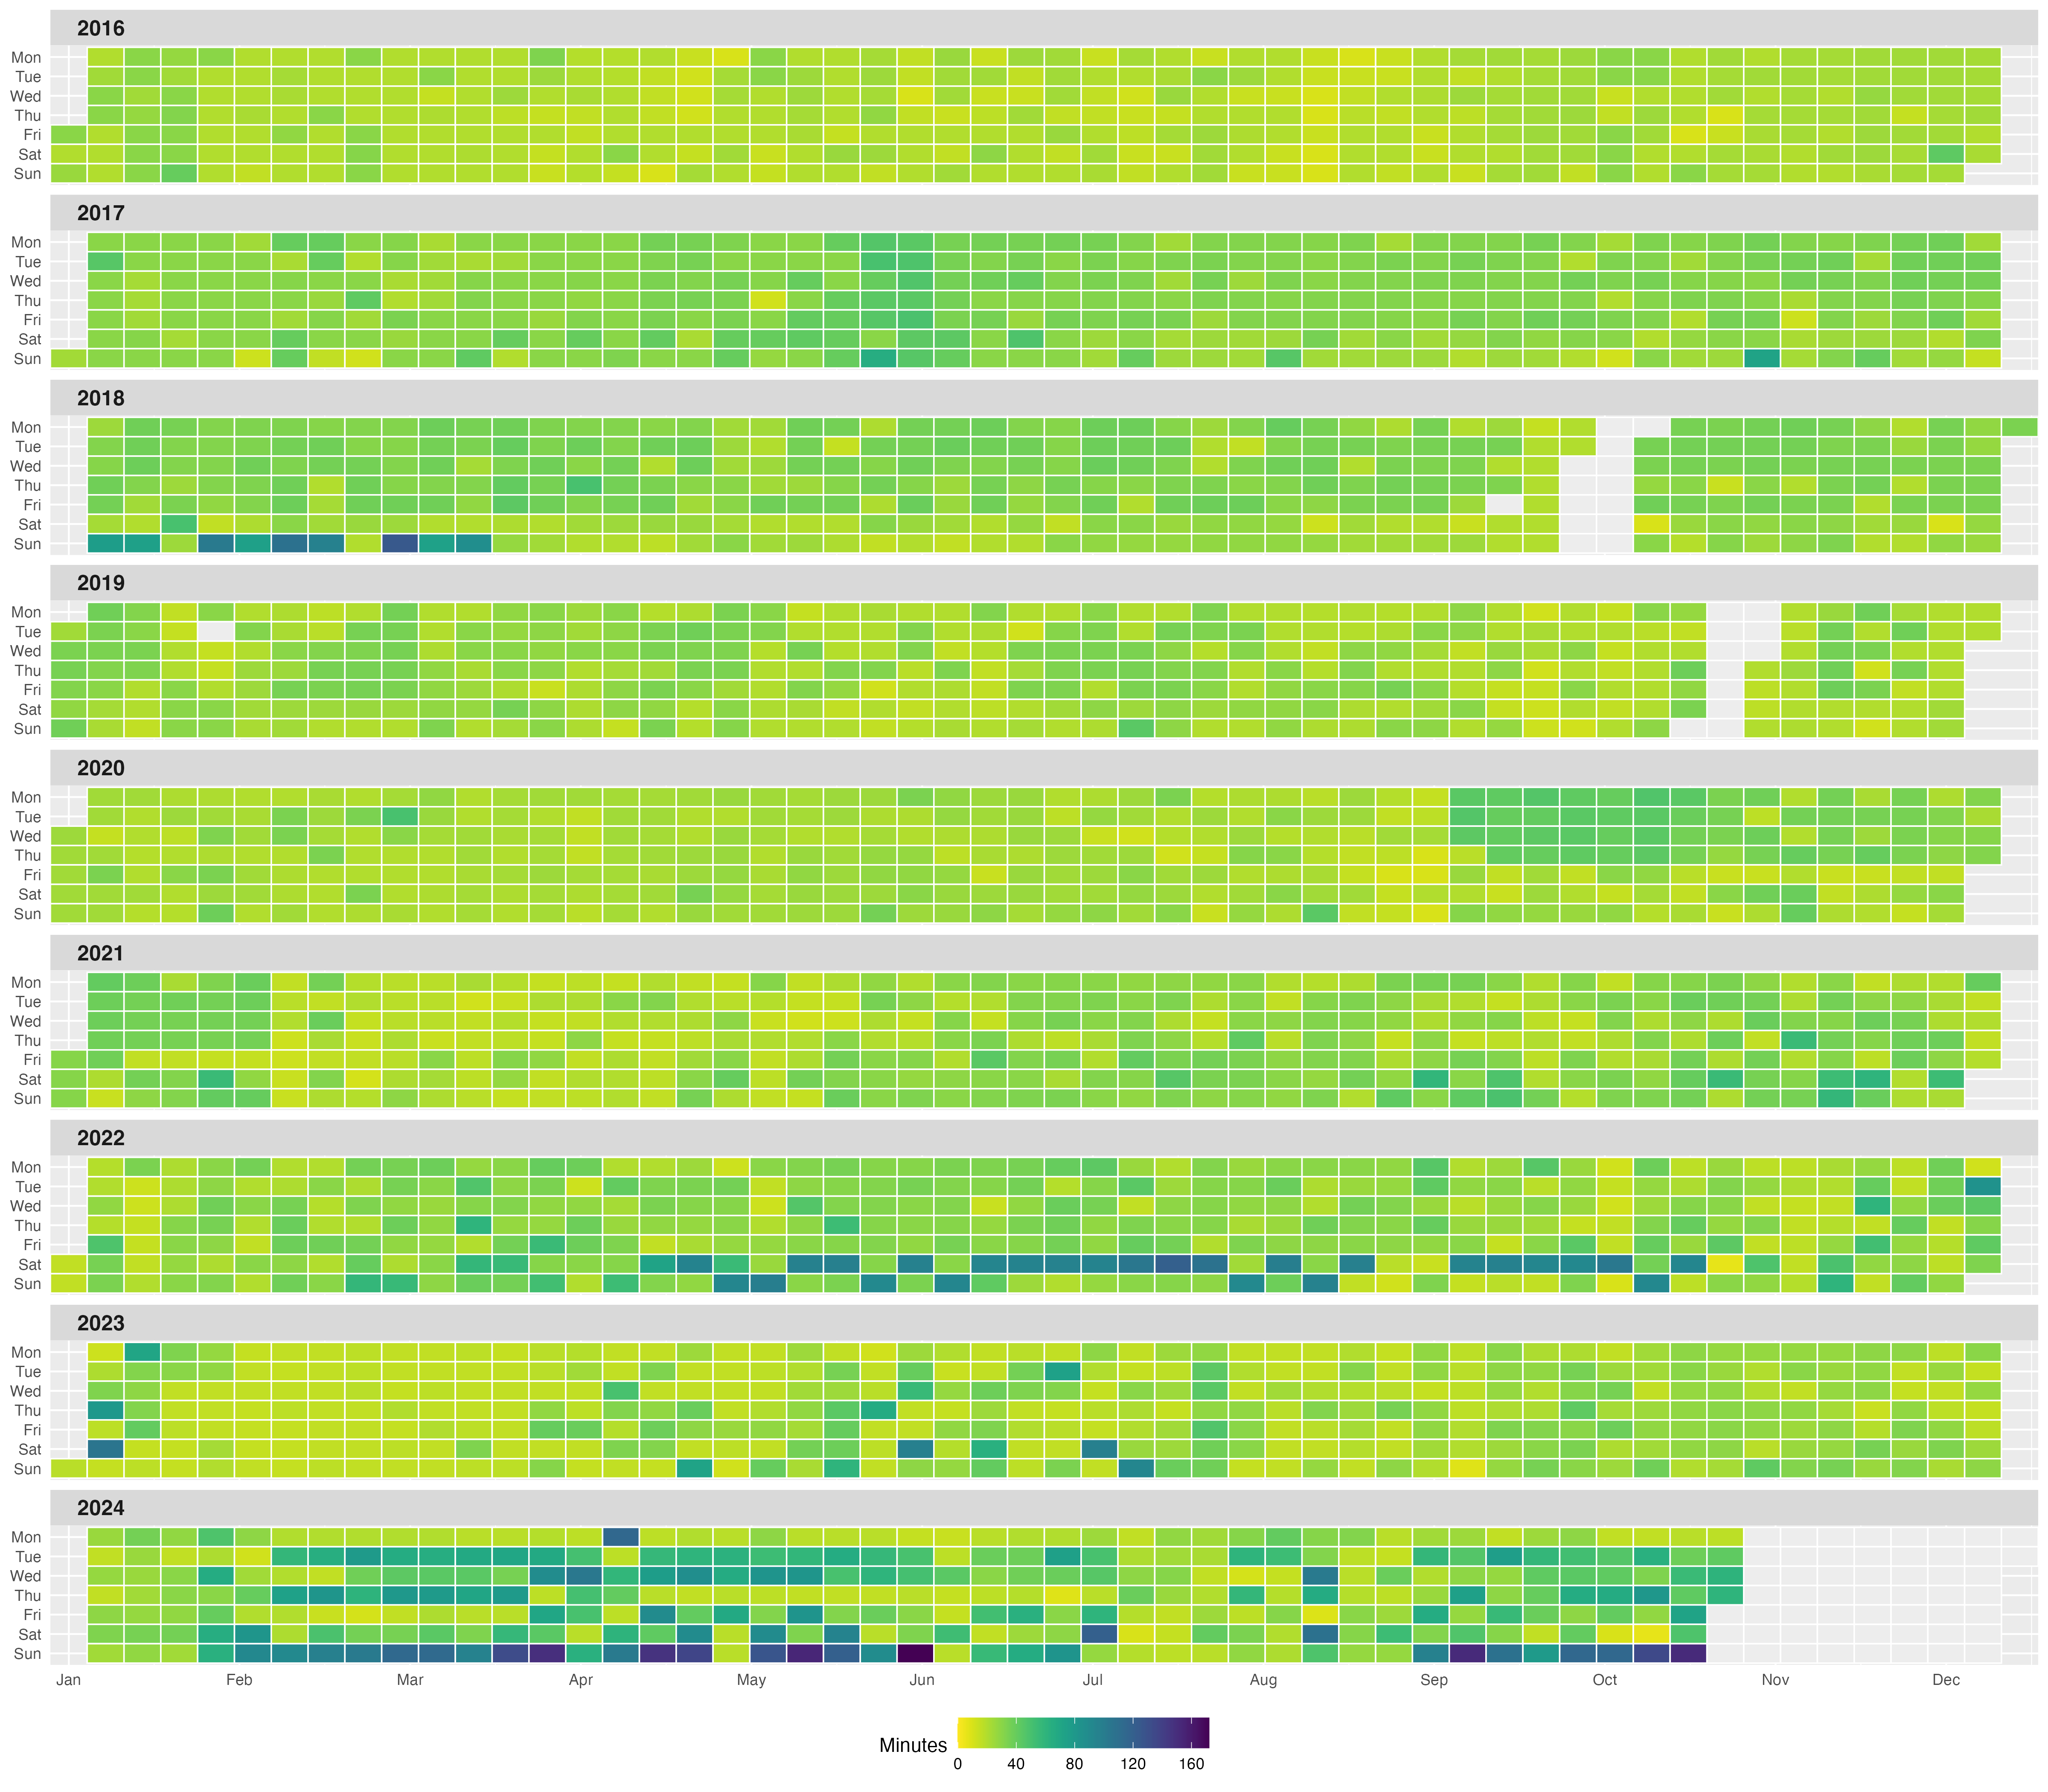 2016
Mon
Tue
Wed
Thu
Fri
Sat
Sun
2017
Mon
Tue
Wed
Thu
Fri
Sat
Sun
2018
Mon
Tue
Wed
Thu
Fri
Sat
Sun
2019
Mon
Tue
Wed
Thu
Fri
Sat
Sun
2020
Mon
Tue
Wed
Thu
Fri
Sat
Sun
2021
Mon
Tue
Wed
Thu
Fri
Sat
Sun
2022
Mon
Tue
Wed
Thu
Fri
Sat
Sun
2023
Mon
Tue
Wed
Thu
Fri
Sat
Sun
2024
Mon
Tue
Wed
Thu
Fri
Sat
Sun
Jan Feb Mar Apr May Jun Jul Aug Sep Oct Nov Dec
Minutes
0 40 80 120 160